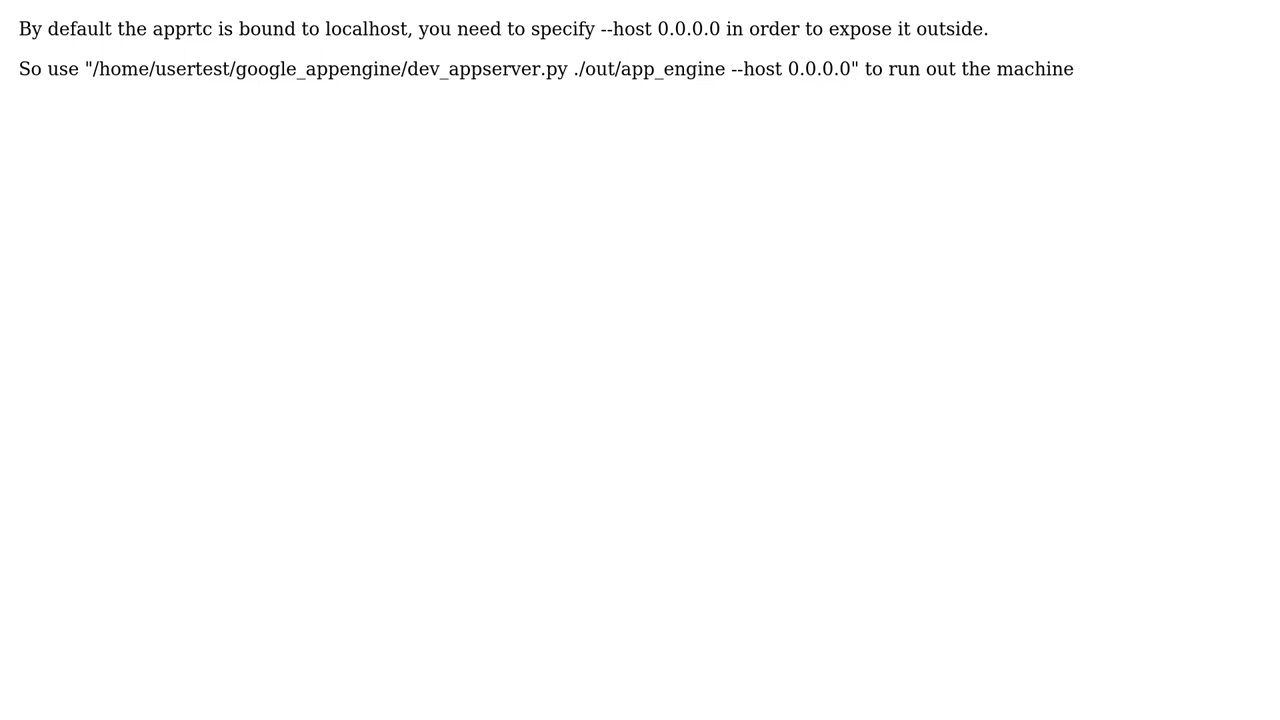 By default the apprtc is bound to localhost, you need to specify --host 0.0.0.0 in order to expose it outside.
So use "/home/usertest/google_appengine/dev_appserver.py ./out/app_engine --host 0.0.0.0" to run out the machine